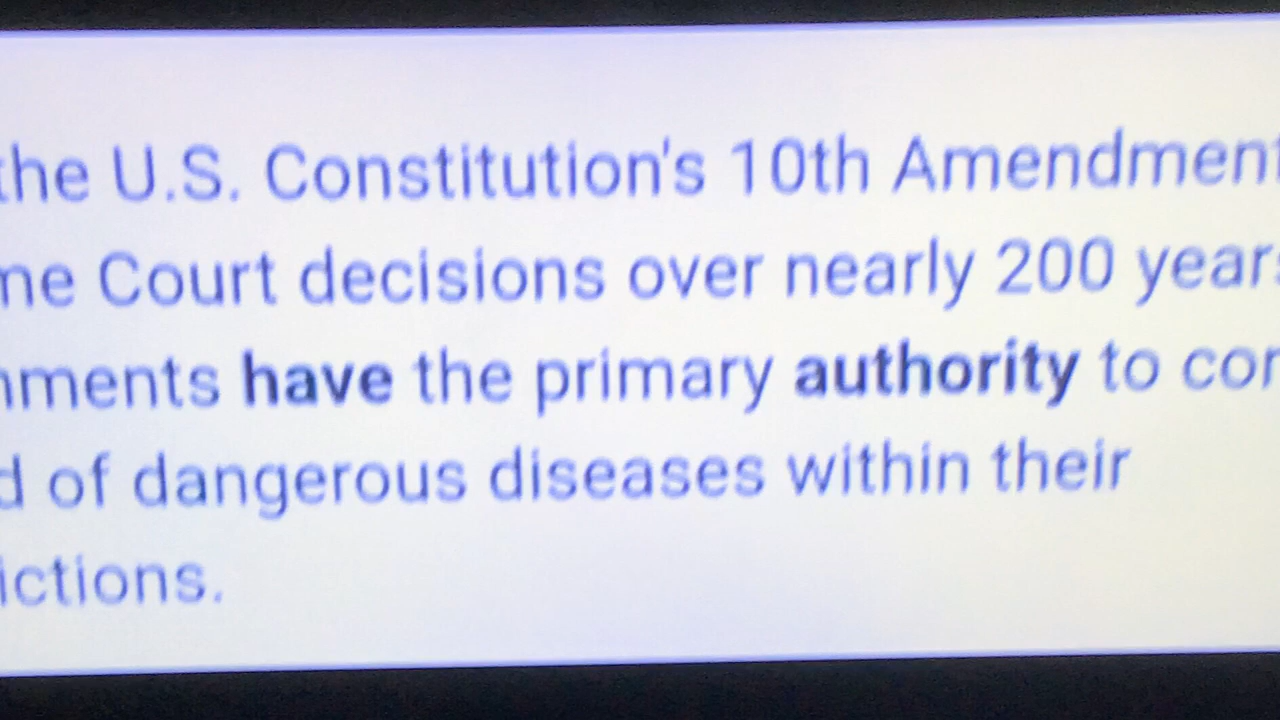 the U.S. Constitution's 10th Amendment
me Court decisions over nearly 200 years
nments have the primary authority to con
d of dangerous diseases within their
ictions.